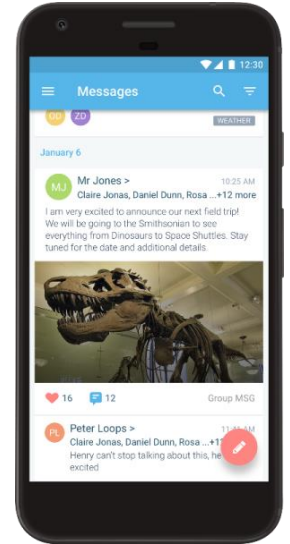 12:30
Messages
OD ZD
WEATHER
January 6
MJ
Mr Jones > 10:25 AM
Claire Jonas, Daniel Dunn, Rosa ...+12 more
I am very excited to announce our next field trip!
We will be going to the Smithsonian to see
everything from Dinosaurs to Space Shuttles. Stay
tuned for the date and additional details.
16 12 Group MSG
PL
Peter Loops > AM
Claire Jonas, Daniel Dunn, Rosa ...+1
Henry can't stop talking about this, he
excited